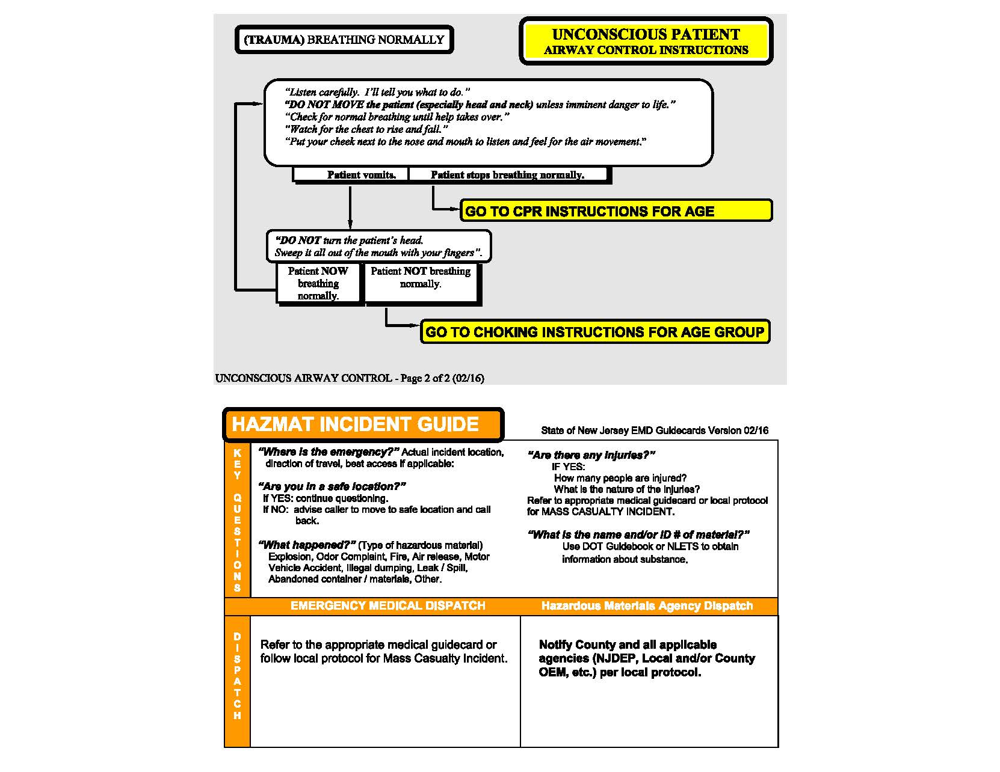 (TRAUMA) BREATHING NORMALLY
UNCONSCIOUS PATIENT
AIRWAY CONTROL INSTRUCTIONS
“Listen carefully. I’ll tell you what to do.”
“DO NOT MOVE the patient (especially head and neck) unless imminent danger to life.”
“Check for normal breathing until help takes over.”
"Watch for the chest to rise and fall.”
“Put your cheek next to the nose and mouth to listen and feel for the air movement.”
Patient vomits.
Patient stops breathing normally.
GO TO CPR INSTRUCTIONS FOR AGE
“DO NOT turn the patient’s head.
Sweep it all out of the mouth with your fingers”.
Patient NOW
breathing
normally.
Patient NOT breathing
normally.
GO TO CHOKING INSTRUCTIONS FOR AGE GROUP
UNCONSCIOUS AIRWAY CONTROL - Page 2 of 2 (02/16)
HAZMAT INCIDENT GUIDE
State of New Jersey EMD Guidecards Version 02/16
KEY QUESTIONS
“Where is the emergency?” Actual incident location,
direction of travel, best access if applicable:
“Are you in a safe location?”
If YES: continue questioning.
If NO: advise caller to move to safe location and call
back.
“What happened?” (Type of hazardous material)
Explosion, Odor Complaint, Fire, Air release, Motor
Vehicle Accident, Illegal dumping, Leak / Spill,
Abandoned container / materials, Other.
“Are there any injuries?”
IF YES:
How many people are injured?
What is the nature of the injuries?
Refer to appropriate medical guidecard or local protocol
for MASS CASUALTY INCIDENT.
“What is the name and/or ID # of material?”
Use DOT Guidebook or NLETS to obtain
information about substance.
EMERGENCY MEDICAL DISPATCH
Hazardous Materials Agency Dispatch
DISPATCH
Refer to the appropriate medical guidecard or
follow local protocol for Mass Casualty Incident.
Notify County and all applicable
agencies (NJDEP, Local and/or County
OEM, etc.) per local protocol.